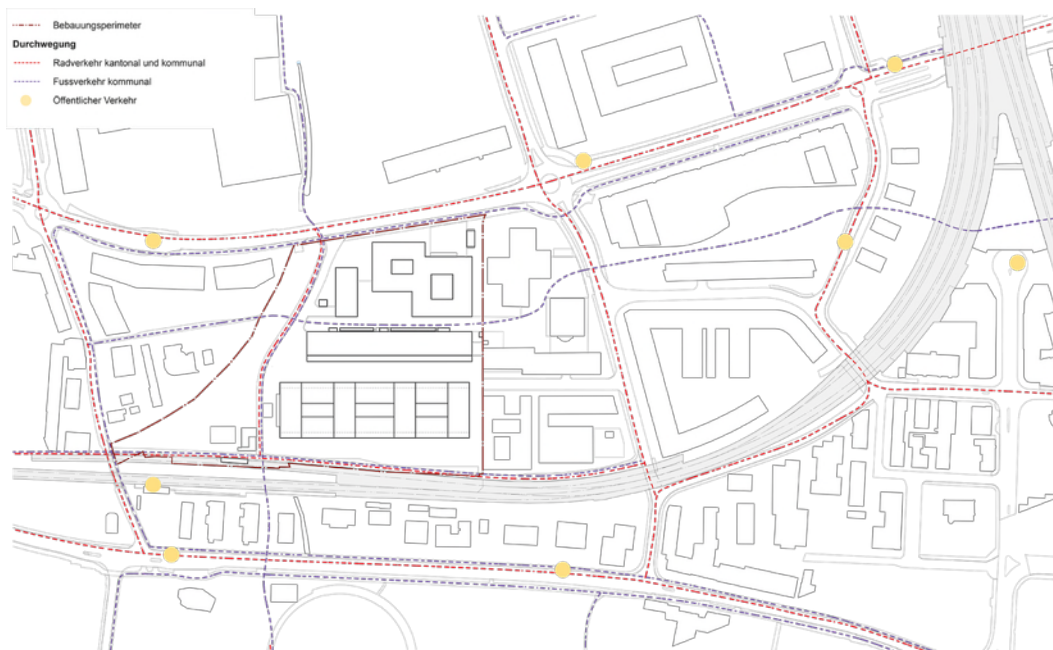 Bebauungsperimeter
Durchwegung
Radverkehr kantonal und kommunal
Fussverkehr kommunal
Öffentlicher Verkehr